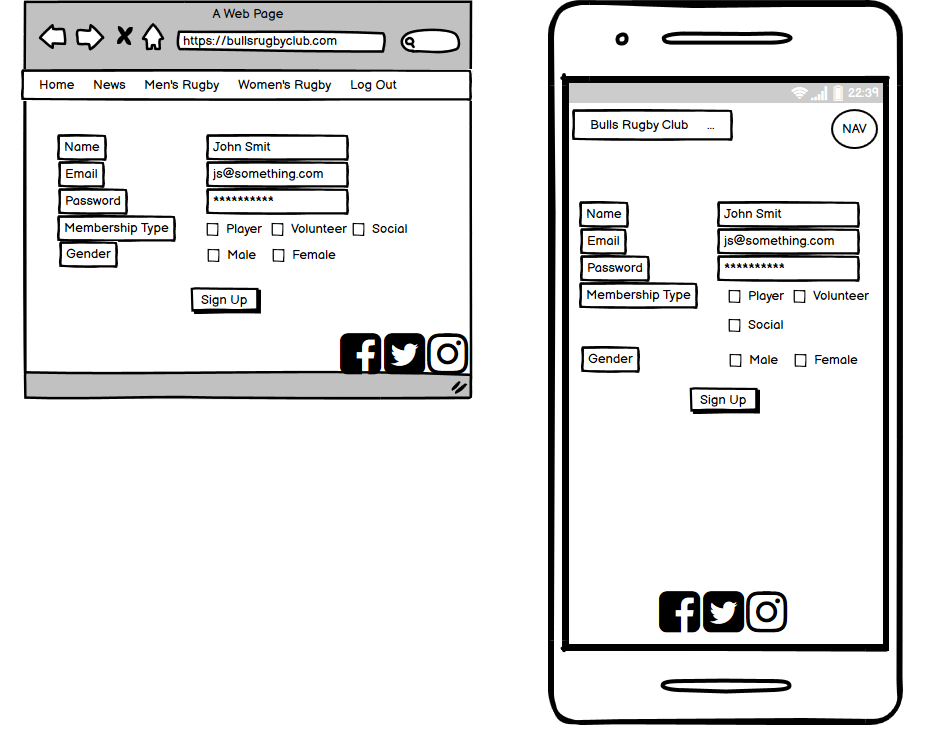 A Web Page
https://bullsrugbyclub.com
Home News Men's Rugby Women's Rugby Log Out
Name John Smit
Email js@something.com
Password **********
Membership Type Player Volunteer Social
Gender Male Female
Sign Up
22:39
Bulls Rugby Club ...
NAV
Name John Smit
Email js@something.com
Password **********
Membership Type Player Volunteer
Social
Gender Male Female
Sign Up